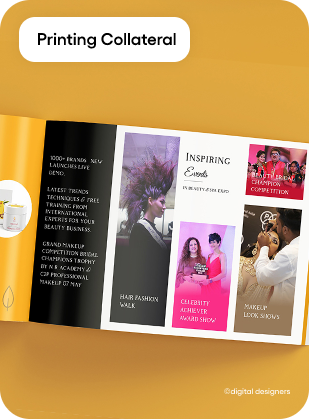 Printing Collateral
1000+ BRANDS NEW
LAUNCHES LIVE
DEMO.
LATEST TRENDS
TECHNIQUES & FREE
TRAINING FROM
INTERNATIONAL
EXPERTS FOR YOUR
BEAUTY BUSINESS.
GRAND MAKEUP
COMPETITION BRIDAL
CHAMPIONS TROPHY
BY N R ACADEMY &
C2P PROFESSIONAL
MAKEUP 07 MAY
HAIR FASHION
WALK
INSPIRING
Events
IN BEAUTY & SPA EXPO
CELEBRITY
ACHIEVER
AWARD SHOW
BEAUTY BRIDAL
CHAMPION
COMPETITION
MAKEUP
LOOK SHOWS
©digital designers